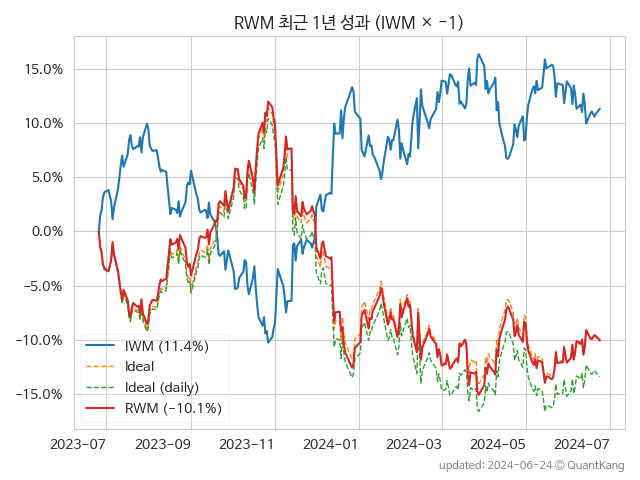 RWM 최근 1년 성과 (IWM × −1)
15.0%
10.0%
5.0%
0.0%
−5.0%
−10.0%
−15.0%
IWM (11.4%)
Ideal
Ideal (daily)
RWM (−10.1%)
2023-07 2023-09 2023-11 2024-01 2024-03 2024-05 2024-07
updated: 2024-06-24 © QuantKang